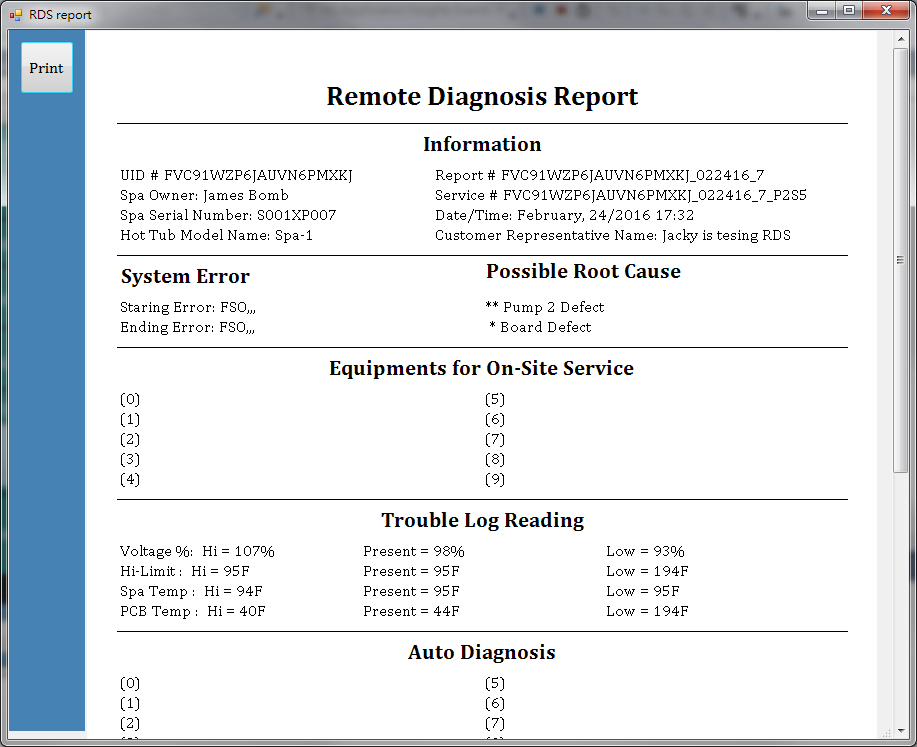 RDS report
Print
Remote Diagnosis Report
Information
UID # FVC91WZP6JAUVN6PMXKJ
Report # FVC91WZP6JAUVN6PMXKJ_022416_7
Spa Owner: James Bomb
Service # FVC91WZP6JAUVN6PMXKJ_022416_7_P2S5
Spa Serial Number: S001XP007
Date/Time: February, 24/2016 17:32
Hot Tub Model Name: Spa-1
Customer Representative Name: Jacky is tesing RDS
System Error
Possible Root Cause
Staring Error: FSO,,,
** Pump 2 Defect
Ending Error: FSO,,,
* Board Defect
Equipments for On-Site Service
(0) (5)
(1) (6)
(2) (7)
(3) (8)
(4) (9)
Trouble Log Reading
Voltage %: Hi = 107% Present = 98% Low = 93%
Hi-Limit : Hi = 95F Present = 95F Low = 194F
Spa Temp : Hi = 94F Present = 95F Low = 95F
PCB Temp : Hi = 40F Present = 44F Low = 194F
Auto Diagnosis
(0) (5)
(1) (6)
(2) (7)